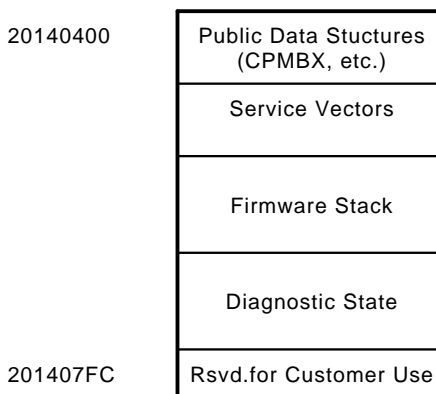 20140400
Public Data Stuctures
(CPMBX, etc.)
Service Vectors
Firmware Stack
Diagnostic State
201407FC
Rsvd.for Customer Use